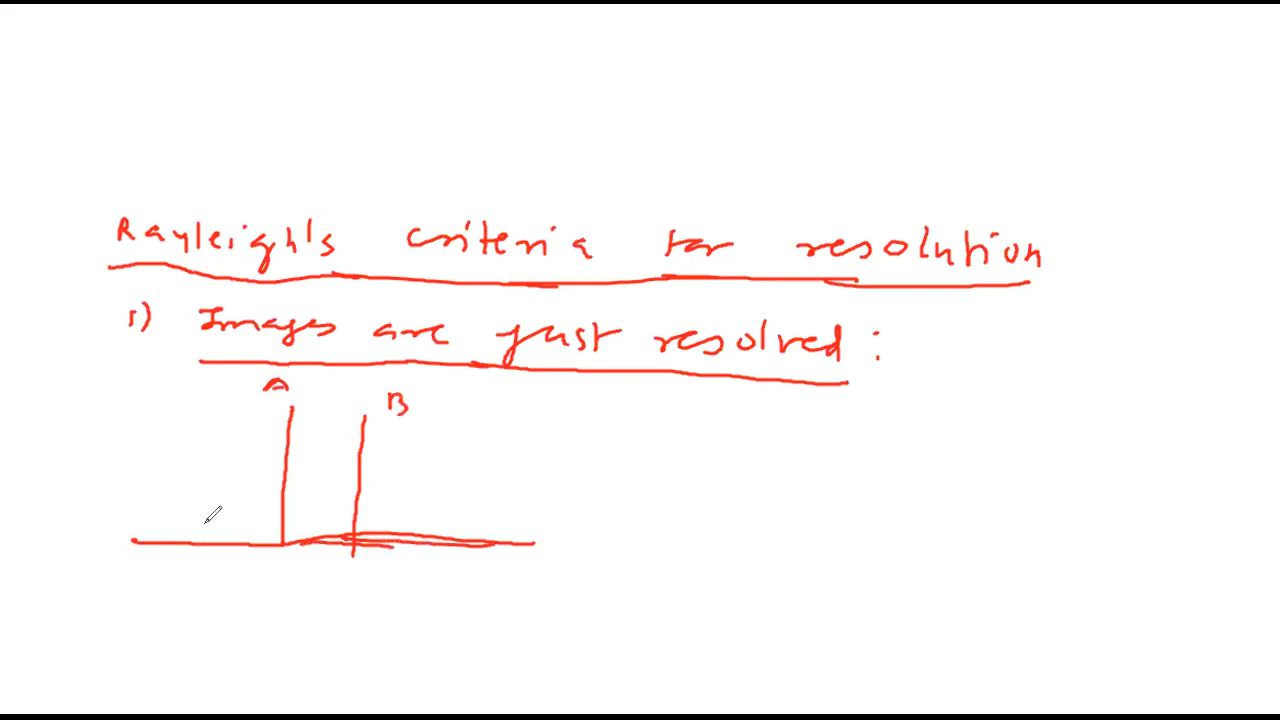 Rayleigh's criteria for resolution
1) Images are just resolved :
A
B